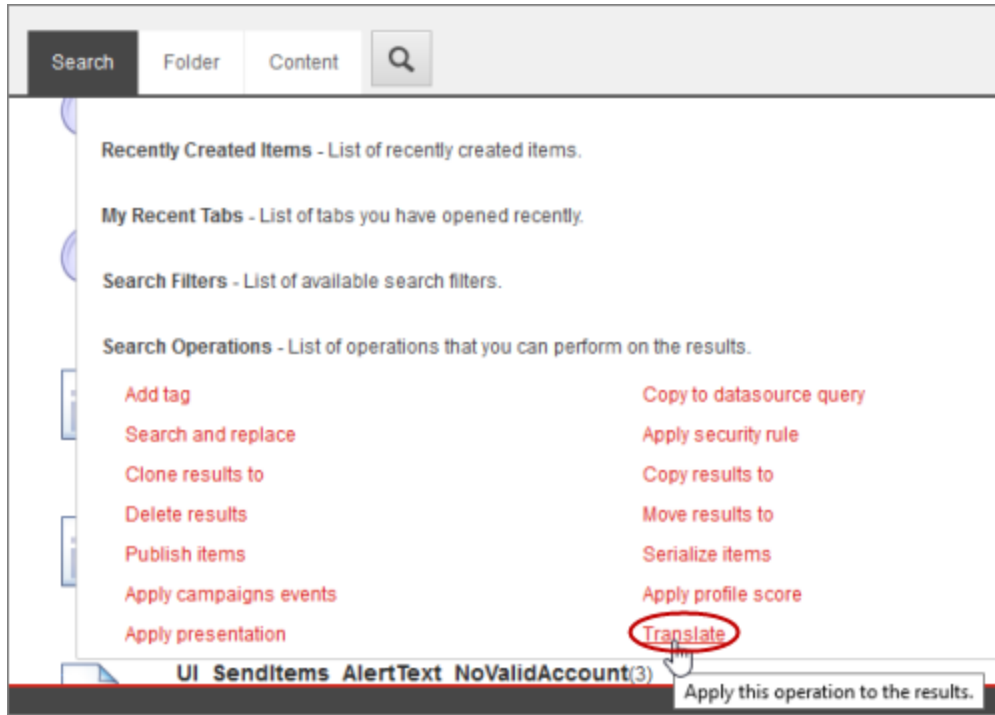 Search Folder Content
Recently Created Items - List of recently created items.
My Recent Tabs - List of tabs you have opened recently.
Search Filters - List of available search filters.
Search Operations - List of operations that you can perform on the results.
Add tag Copy to datasource query
Search and replace Apply security rule
Clone results to Copy results to
Delete results Move results to
Publish items Serialize items
Apply campaigns events Apply profile score
Apply presentation Translate
UI_SendItems_AlertText_NoValidAccount(3)
Apply this operation to the results.